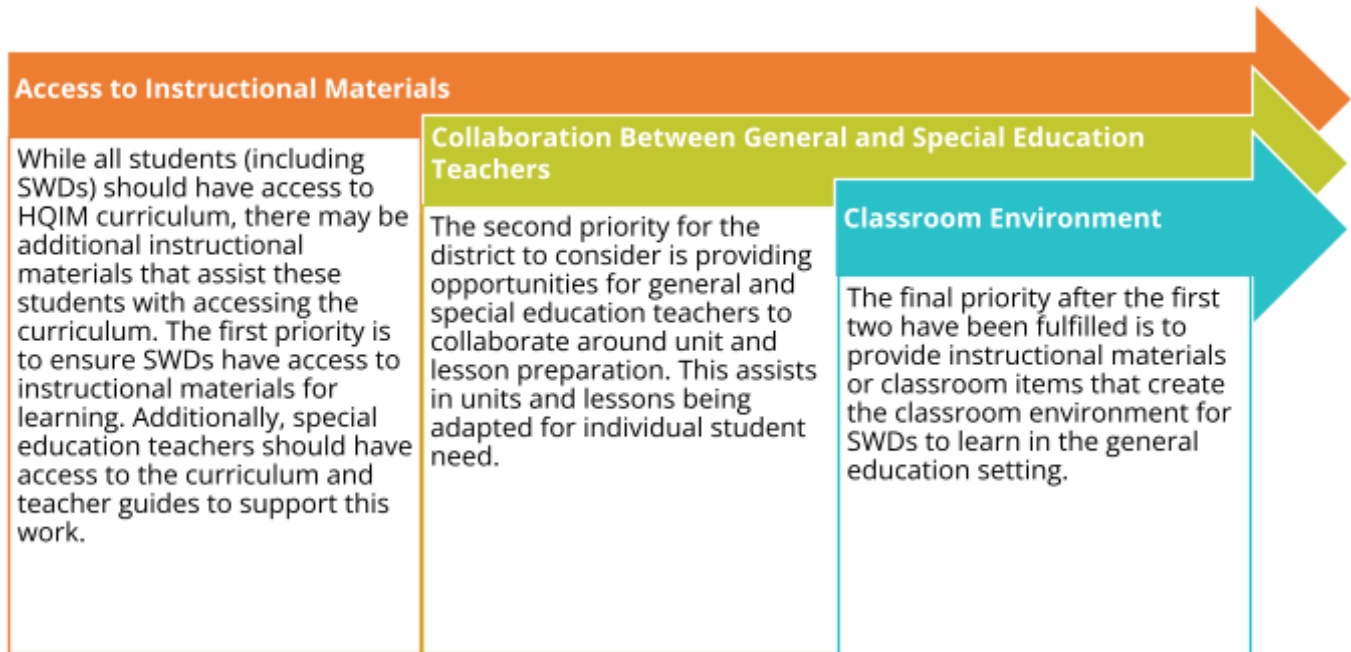 Access to Instructional Materials
While all students (including
SWDs) should have access to
HQIM curriculum, there may be
additional instructional
materials that assist these
students with accessing the
curriculum. The first priority is
to ensure SWDs have access to
instructional materials for
learning. Additionally, special
education teachers should have
access to the curriculum and
teacher guides to support this
work.
Collaboration Between General and Special Education
Teachers
The second priority for the
district to consider is providing
opportunities for general and
special education teachers to
collaborate around unit and
lesson preparation. This assists
in units and lessons being
adapted for individual student
need.
Classroom Environment
The final priority after the first
two have been fulfilled is to
provide instructional materials
or classroom items that create
the classroom environment for
SWDs to learn in the general
education setting.